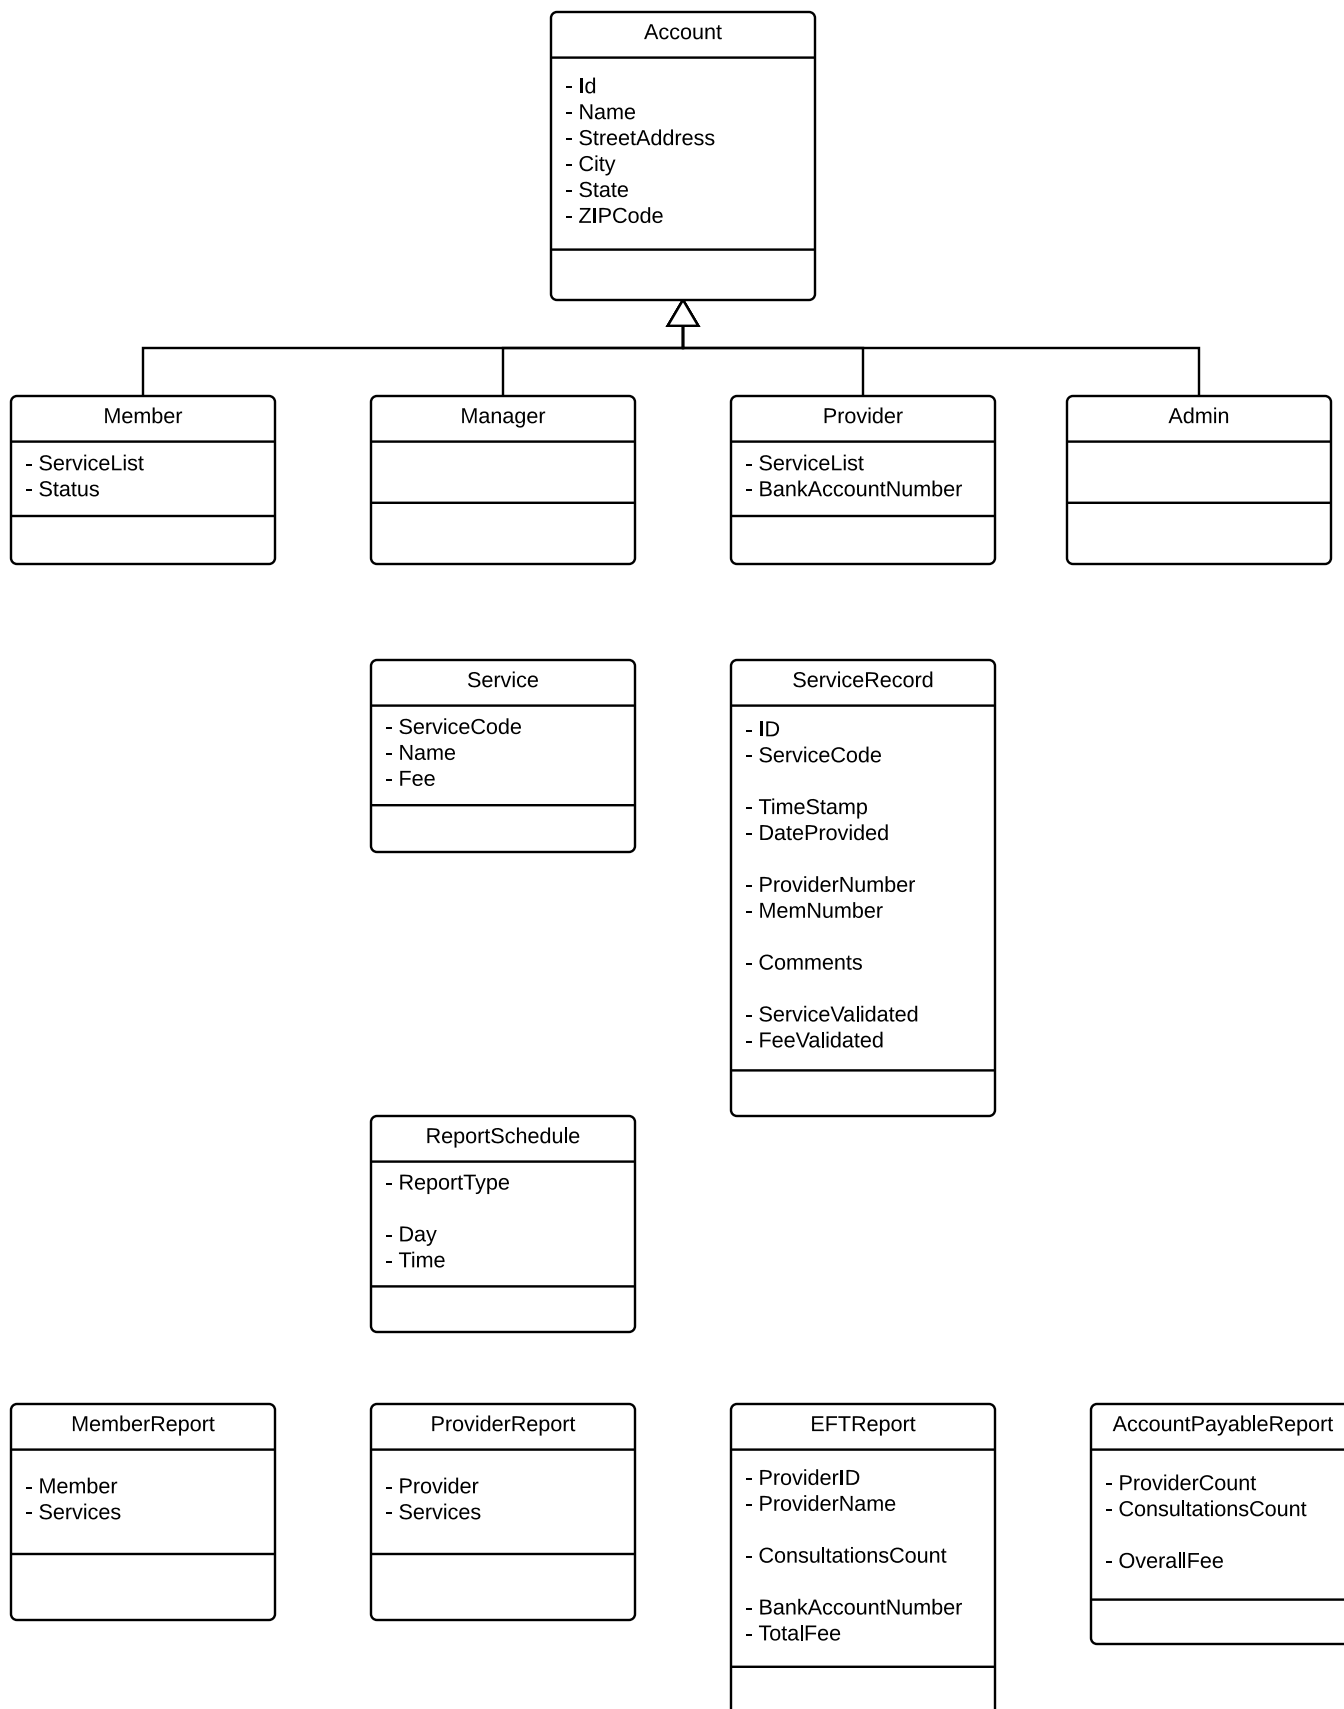 Account
- Id
- Name
- StreetAddress
- City
- State
- ZIPCode
Member
- ServiceList
- Status
Manager
Provider
- ServiceList
- BankAccountNumber
Admin
Service
- ServiceCode
- Name
- Fee
ServiceRecord
- ID
- ServiceCode
- TimeStamp
- DateProvided
- ProviderNumber
- MemNumber
- Comments
- ServiceValidated
- FeeValidated
ReportSchedule
- ReportType
- Day
- Time
MemberReport
- Member
- Services
ProviderReport
- Provider
- Services
EFTReport
- ProviderID
- ProviderName
- ConsultationsCount
- BankAccountNumber
- TotalFee
AccountPayableReport
- ProviderCount
- ConsultationsCount
- OverallFee